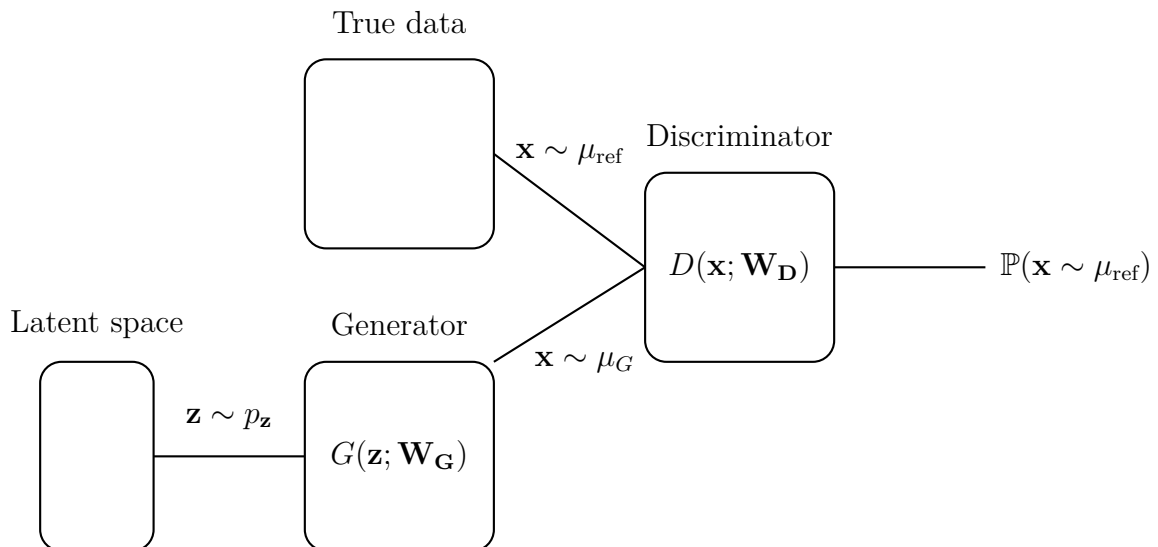 True data
𝐱 ∼ μ_ref
Discriminator
D(𝐱; 𝐖_𝐃)
ℙ(𝐱 ∼ μ_ref)
Latent space
Generator
𝐱 ∼ μ_G
𝐳 ∼ p_𝐳
G(𝐳; 𝐖_𝐆)